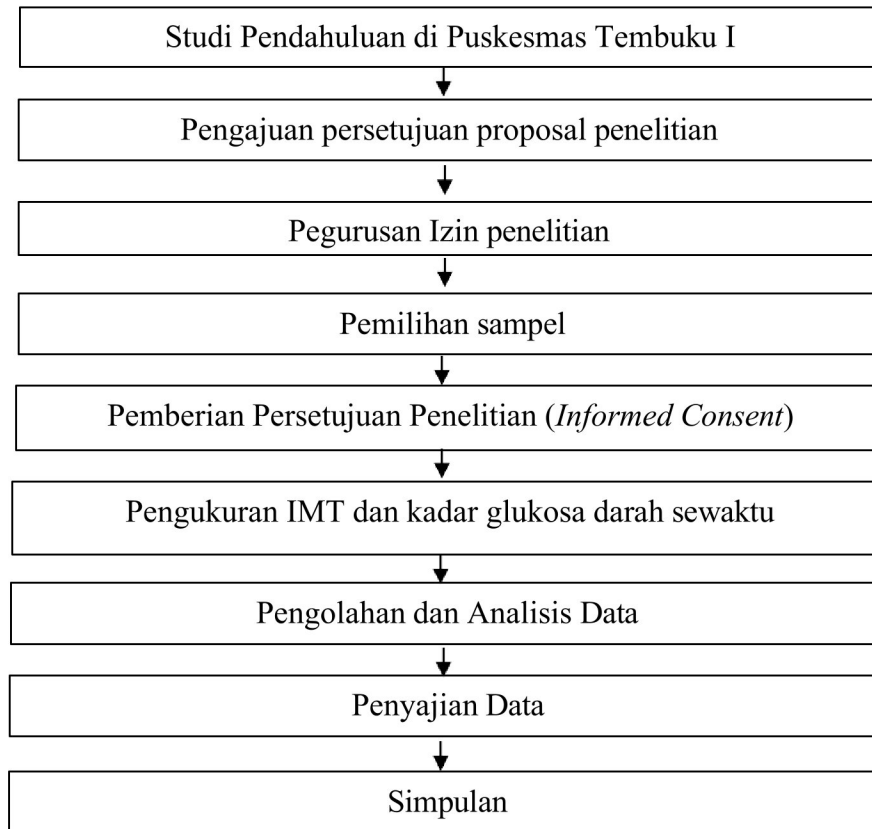 Studi Pendahuluan di Puskesmas Tembuku I
Pengajuan persetujuan proposal penelitian
Pegurusan Izin penelitian
Pemilihan sampel
Pemberian Persetujuan Penelitian (Informed Consent)
Pengukuran IMT dan kadar glukosa darah sewaktu
Pengolahan dan Analisis Data
Penyajian Data
Simpulan